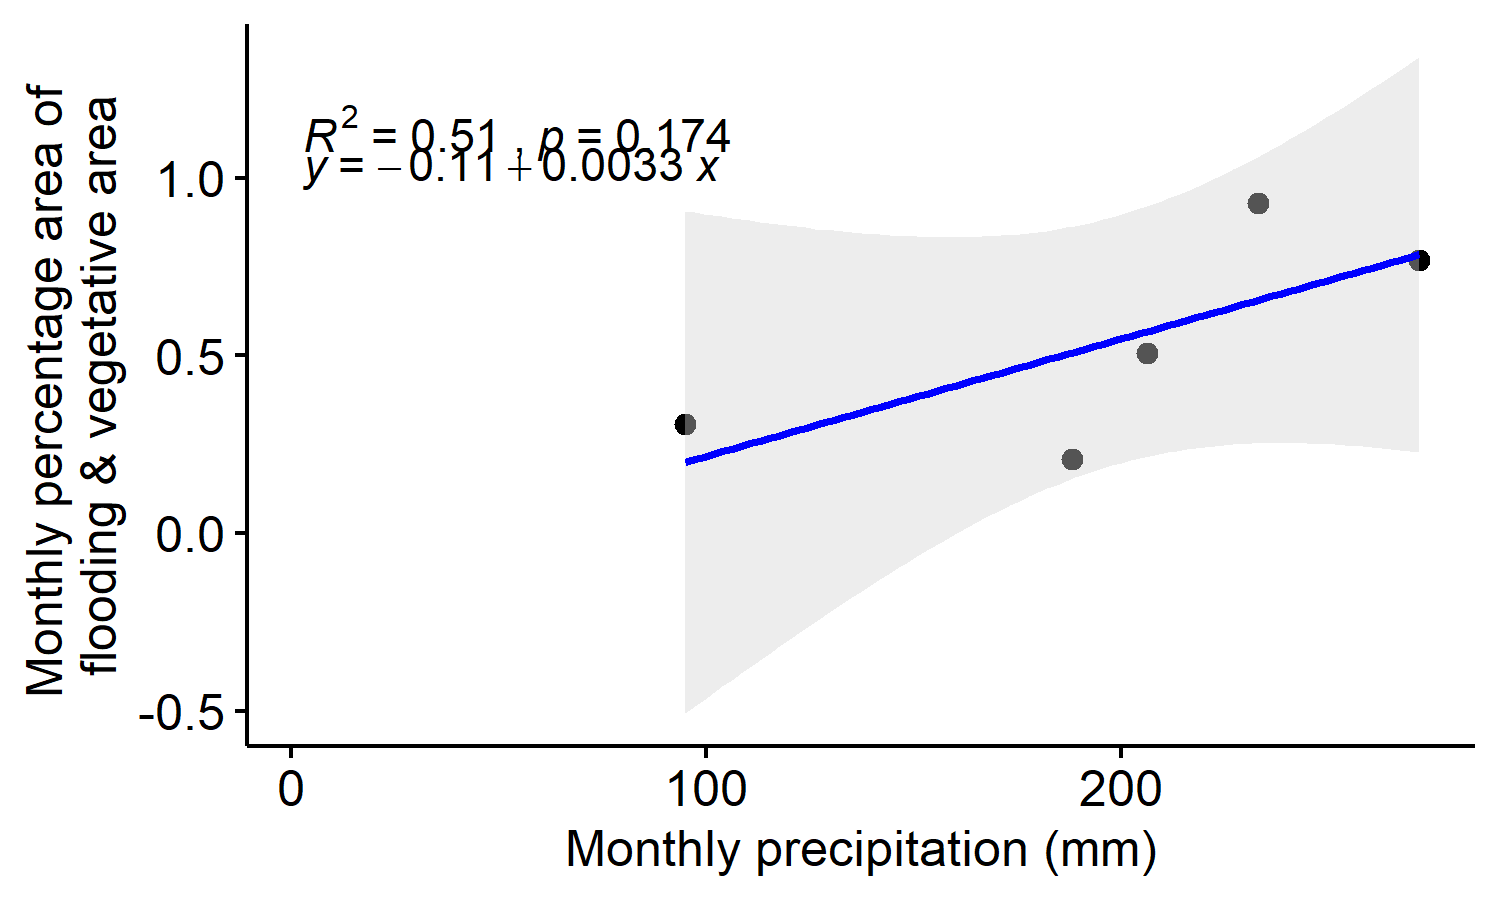 Monthly percentage area of
flooding & vegetative area
R² = 0.51 , p = 0.174
y = −0.11 + 0.0033 x
1.0
0.5
0.0
-0.5
0 100 200
Monthly precipitation (mm)